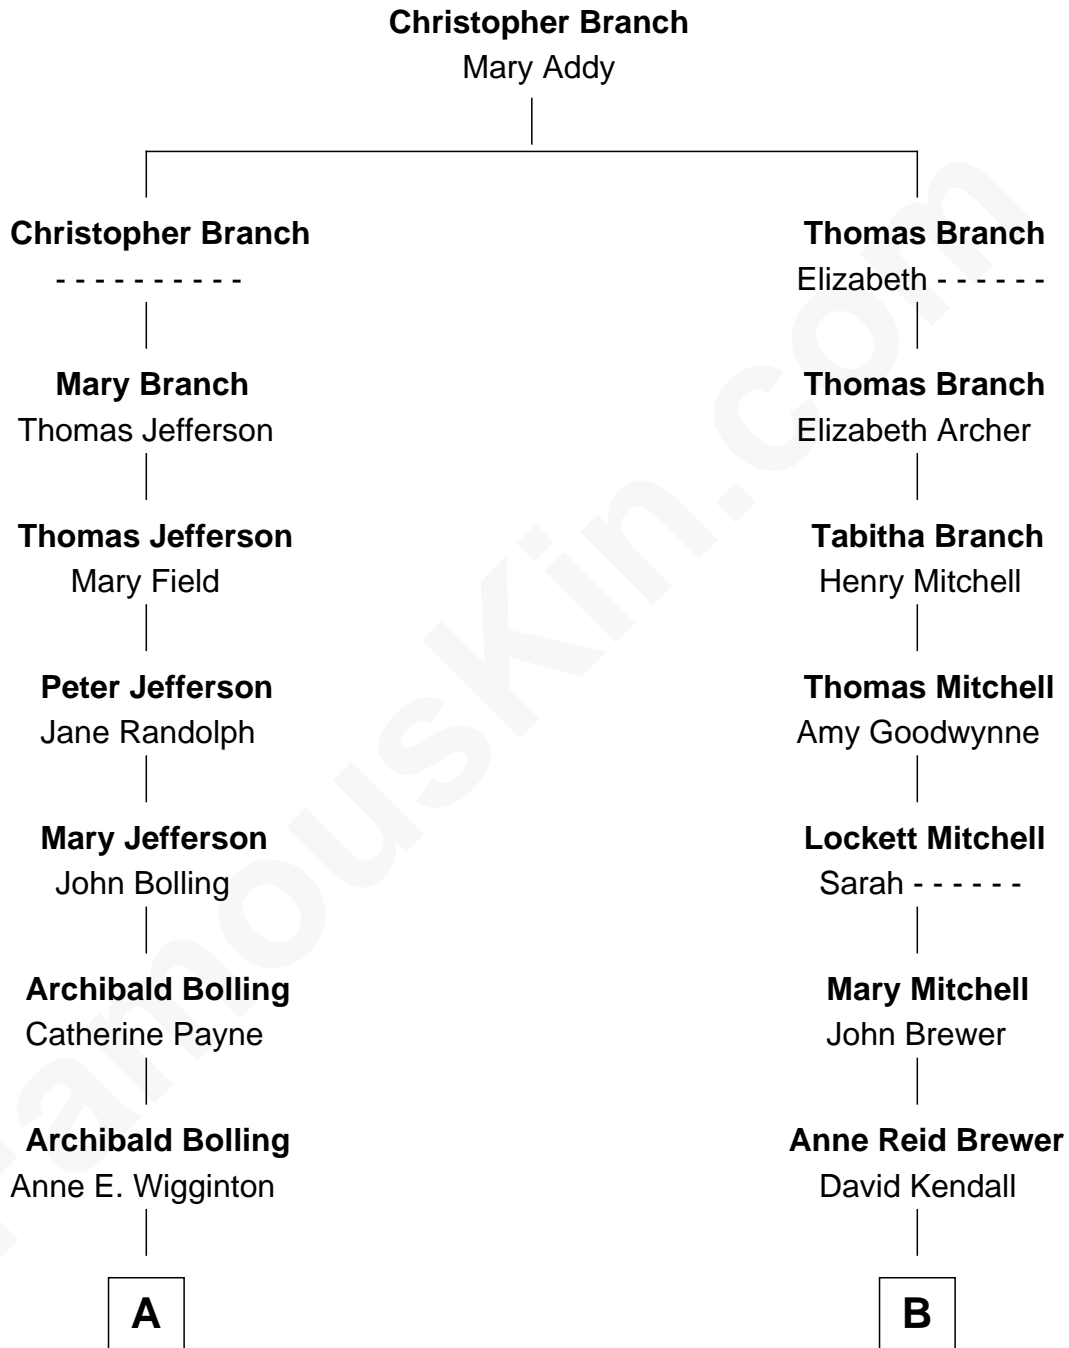 Christopher Branch
Mary Addy
Christopher Branch
- - - - - - - - - -
Mary Branch
Thomas Jefferson
Thomas Jefferson
Mary Field
Peter Jefferson
Jane Randolph
Mary Jefferson
John Bolling
Archibald Bolling
Catherine Payne
Archibald Bolling
Anne E. Wigginton
A
Thomas Branch
Elizabeth - - - - - -
Thomas Branch
Elizabeth Archer
Tabitha Branch
Henry Mitchell
Thomas Mitchell
Amy Goodwynne
Lockett Mitchell
Sarah - - - - - -
Mary Mitchell
John Brewer
Anne Reid Brewer
David Kendall
B
FamousKin.com